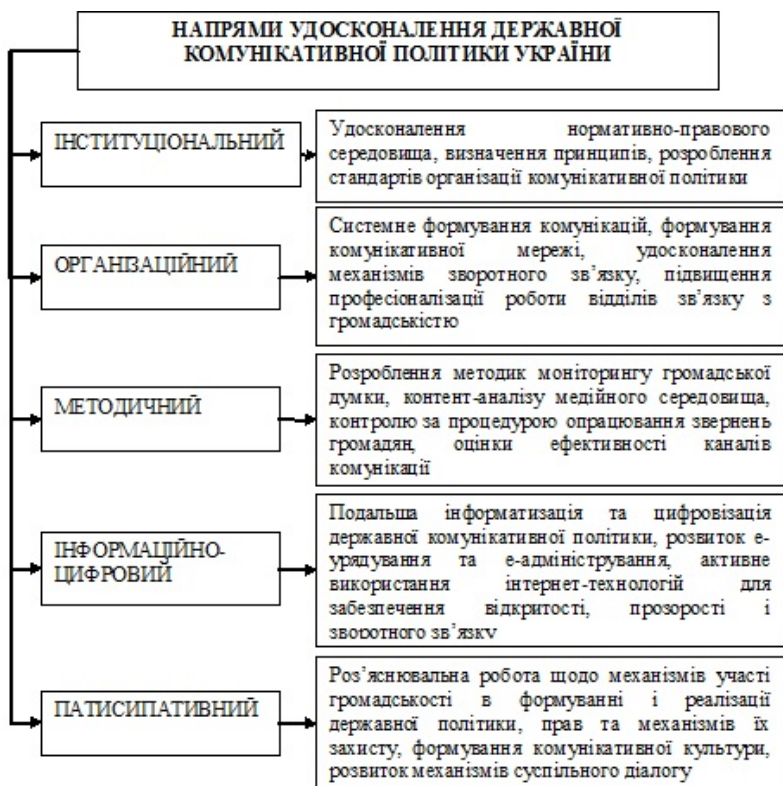 НАПРЯМИ УДОСКОНАЛЕННЯ ДЕРЖАВНОЇ
КОМУНІКАТИВНОЇ ПОЛІТИКИ УКРАЇНИ
ІНСТИТУЦІОНАЛЬНИЙ
Удосконалення нормативно-правового
середовища, визначення принципів, розроблення
стандартів організації комунікативної політики
ОРГАНІЗАЦІЙНИЙ
Системне формування комунікацій, формування
комунікативної мережі, удосконалення
механізмів зворотного зв’язку, підвищення
професіоналізації роботи відділів зв’язку з
громадськістю
МЕТОДИЧНИЙ
Розроблення методик моніторингу громадської
думки, контент-аналізу медійного середовища,
контролю за процедурою опрацювання звернень
громадян, оцінки ефективності каналів
комунікації
ІНФОРМАЦІЙНО-
ЦИФРОВИЙ
Подальша інформатизація та цифровізація
державної комунікативної політики, розвиток е-
урядування та е-адміністрування, активне
використання інтернет-технологій для
забезпечення відкритості, прозорості і
зворотного зв’язку
ПАТИСИПАТИВНИЙ
Роз’яснювальна робота щодо механізмів участі
громадськості в формуванні і реалізації
державної політики, прав та механізмів їх
захисту, формування комунікативної культури,
розвиток механізмів суспільного діалогу